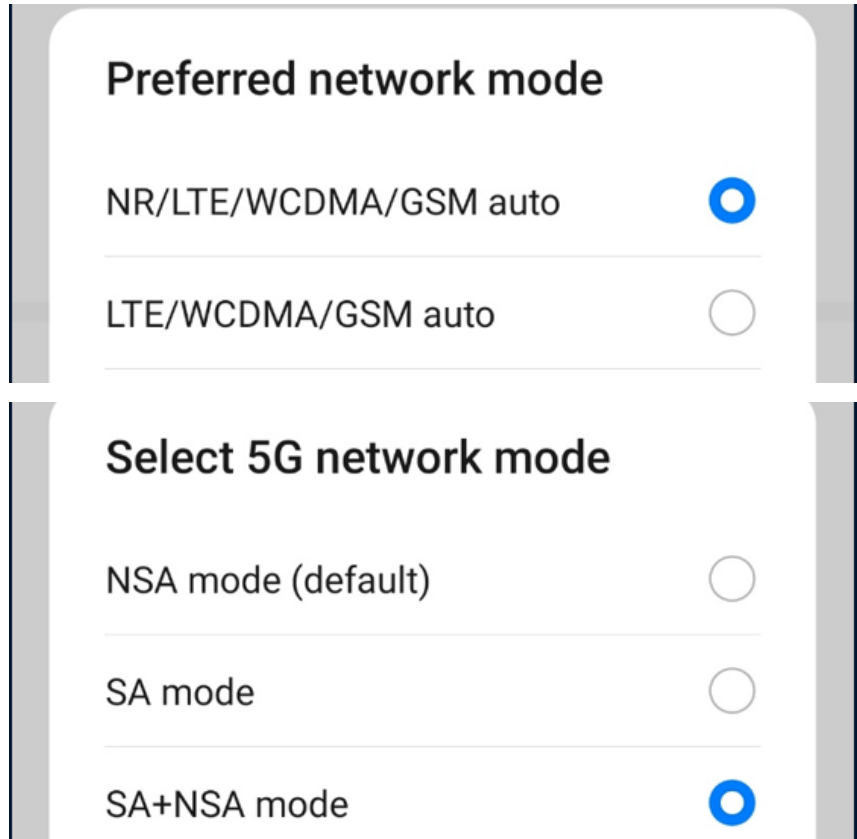 Preferred network mode
NR/LTE/WCDMA/GSM auto
LTE/WCDMA/GSM auto
Select 5G network mode
NSA mode (default)
SA mode
SA+NSA mode